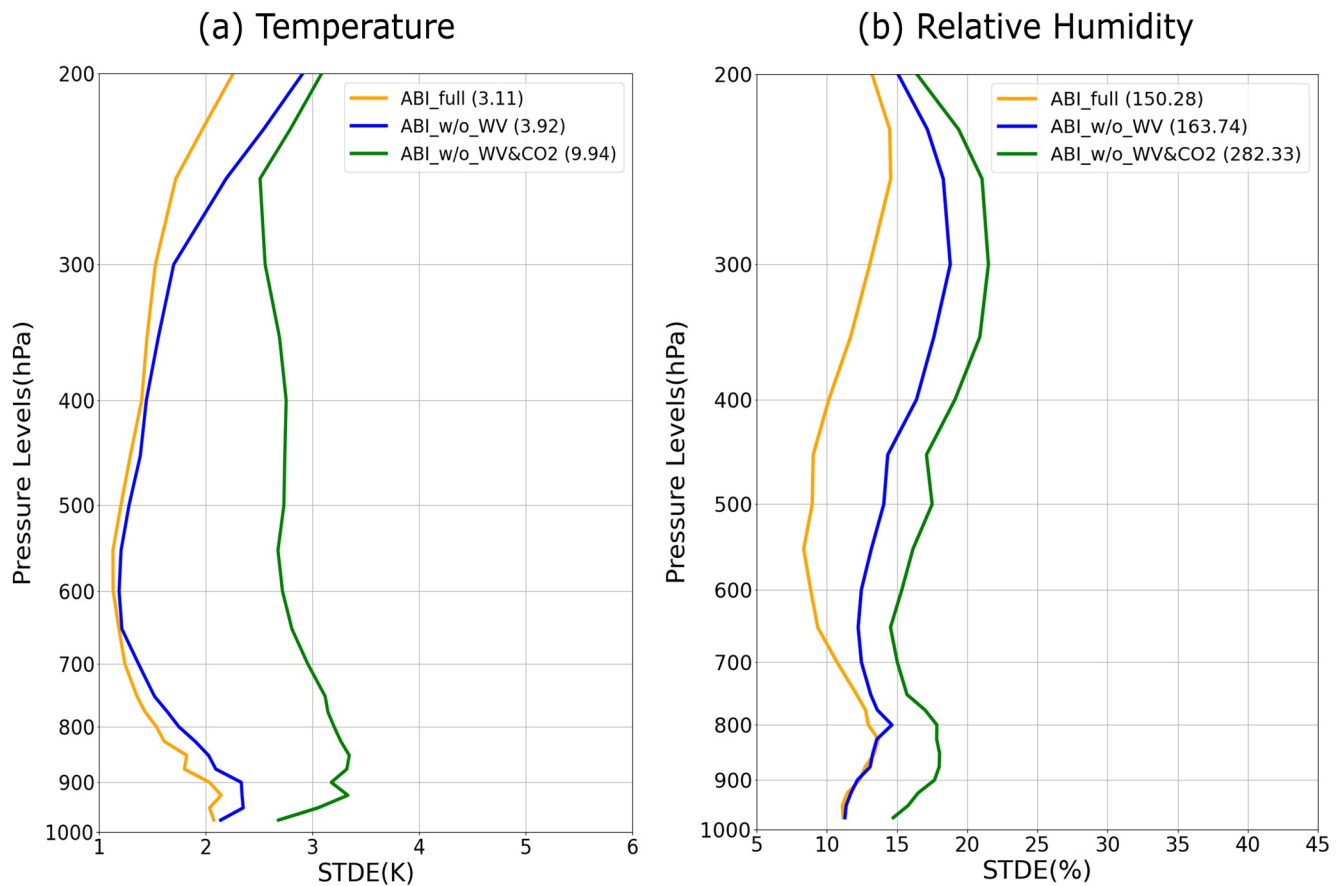 (a) Temperature
200
300
400
500
600
700
800
900
1000
Pressure Levels(hPa)
ABI_full (3.11)
ABI_w/o_WV (3.92)
ABI_w/o_WV&CO2 (9.94)
1 2 3 4 5 6
STDE(K)
(b) Relative Humidity
200
300
400
500
600
700
800
900
1000
Pressure Levels(hPa)
ABI_full (150.28)
ABI_w/o_WV (163.74)
ABI_w/o_WV&CO2 (282.33)
5 10 15 20 25 30 35 40 45
STDE(%)